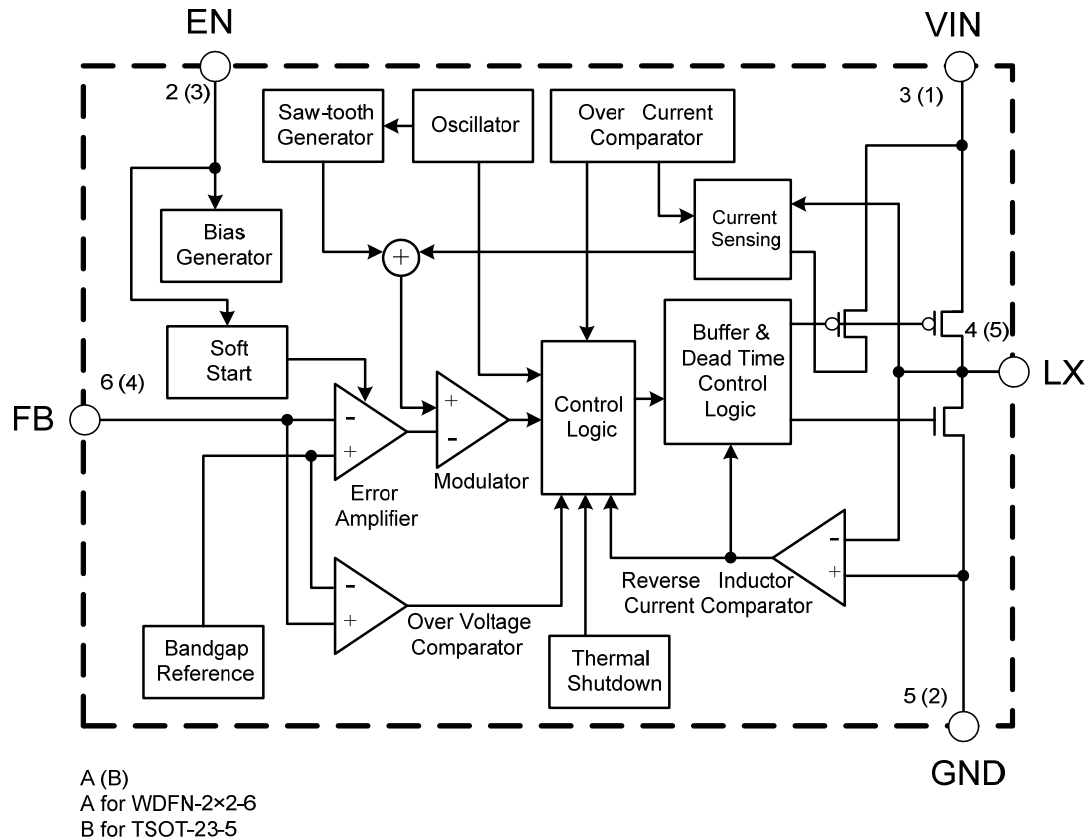 EN
VIN
2 (3)
3 (1)
Saw-tooth
Generator
Oscillator
Over Current
Comparator
Current
Sensing
Bias
Generator
+
Soft
Start
Buffer &
Dead Time
Control
Logic
4 (5)
LX
6 (4)
FB
-
+
Error
Amplifier
+
-
Modulator
Control
Logic
-
+
Reverse Inductor
Current Comparator
-
+
Over Voltage
Comparator
Bandgap
Reference
Thermal
Shutdown
5 (2)
GND
A (B)
A for WDFN-2×2-6
B for TSOT-23-5